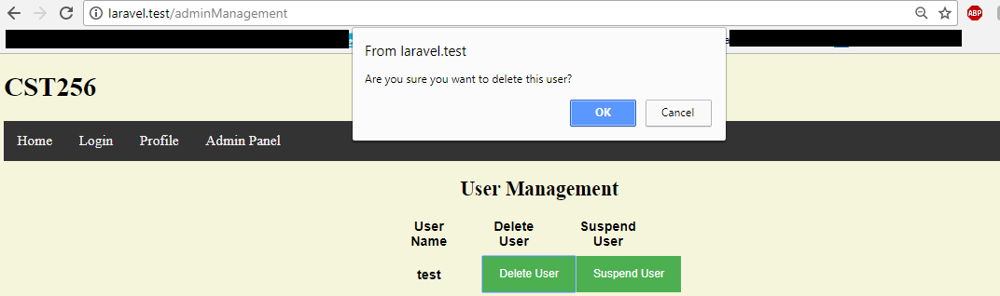 laravel.test/adminManagement
ABP
From laravel.test
Are you sure you want to delete this user?
OK Cancel
CST256
Home Login Profile Admin Panel
User Management
User Name Delete User Suspend User
test Delete User Suspend User